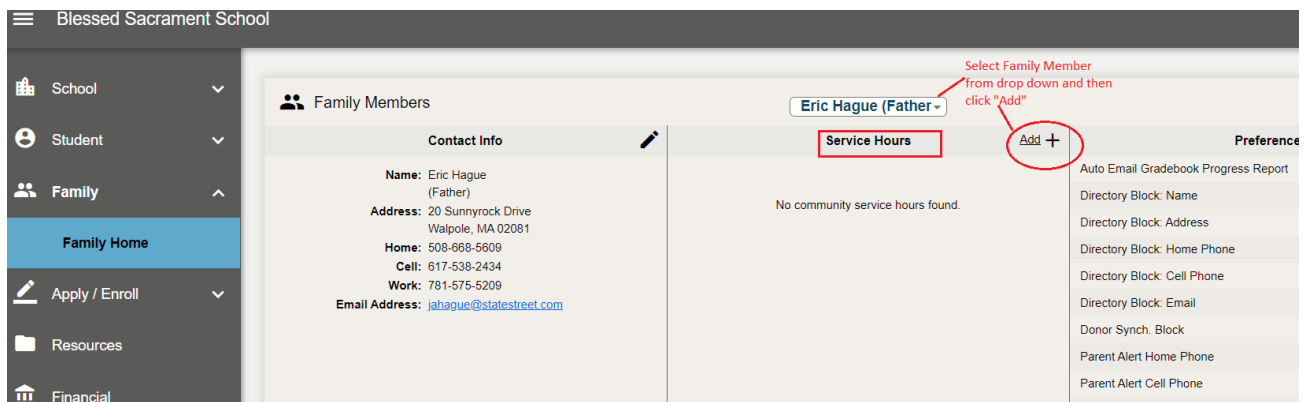 Blessed Sacrament School
School
Student
Family
Family Home
Apply / Enroll
Resources
Financial
Select Family Member
from drop down and then
click "Add"
Family Members
Eric Hague (Father
Contact Info
Name: Eric Hague
(Father)
Address: 20 Sunnyrock Drive
Walpole, MA 02081
Home: 508-668-5609
Cell: 617-538-2434
Work: 781-575-5209
Email Address: jahague@statestreet.com
Service Hours
Add +
No community service hours found.
Preference
Auto Email Gradebook Progress Report
Directory Block: Name
Directory Block: Address
Directory Block: Home Phone
Directory Block: Cell Phone
Directory Block: Email
Donor Synch. Block
Parent Alert Home Phone
Parent Alert Cell Phone